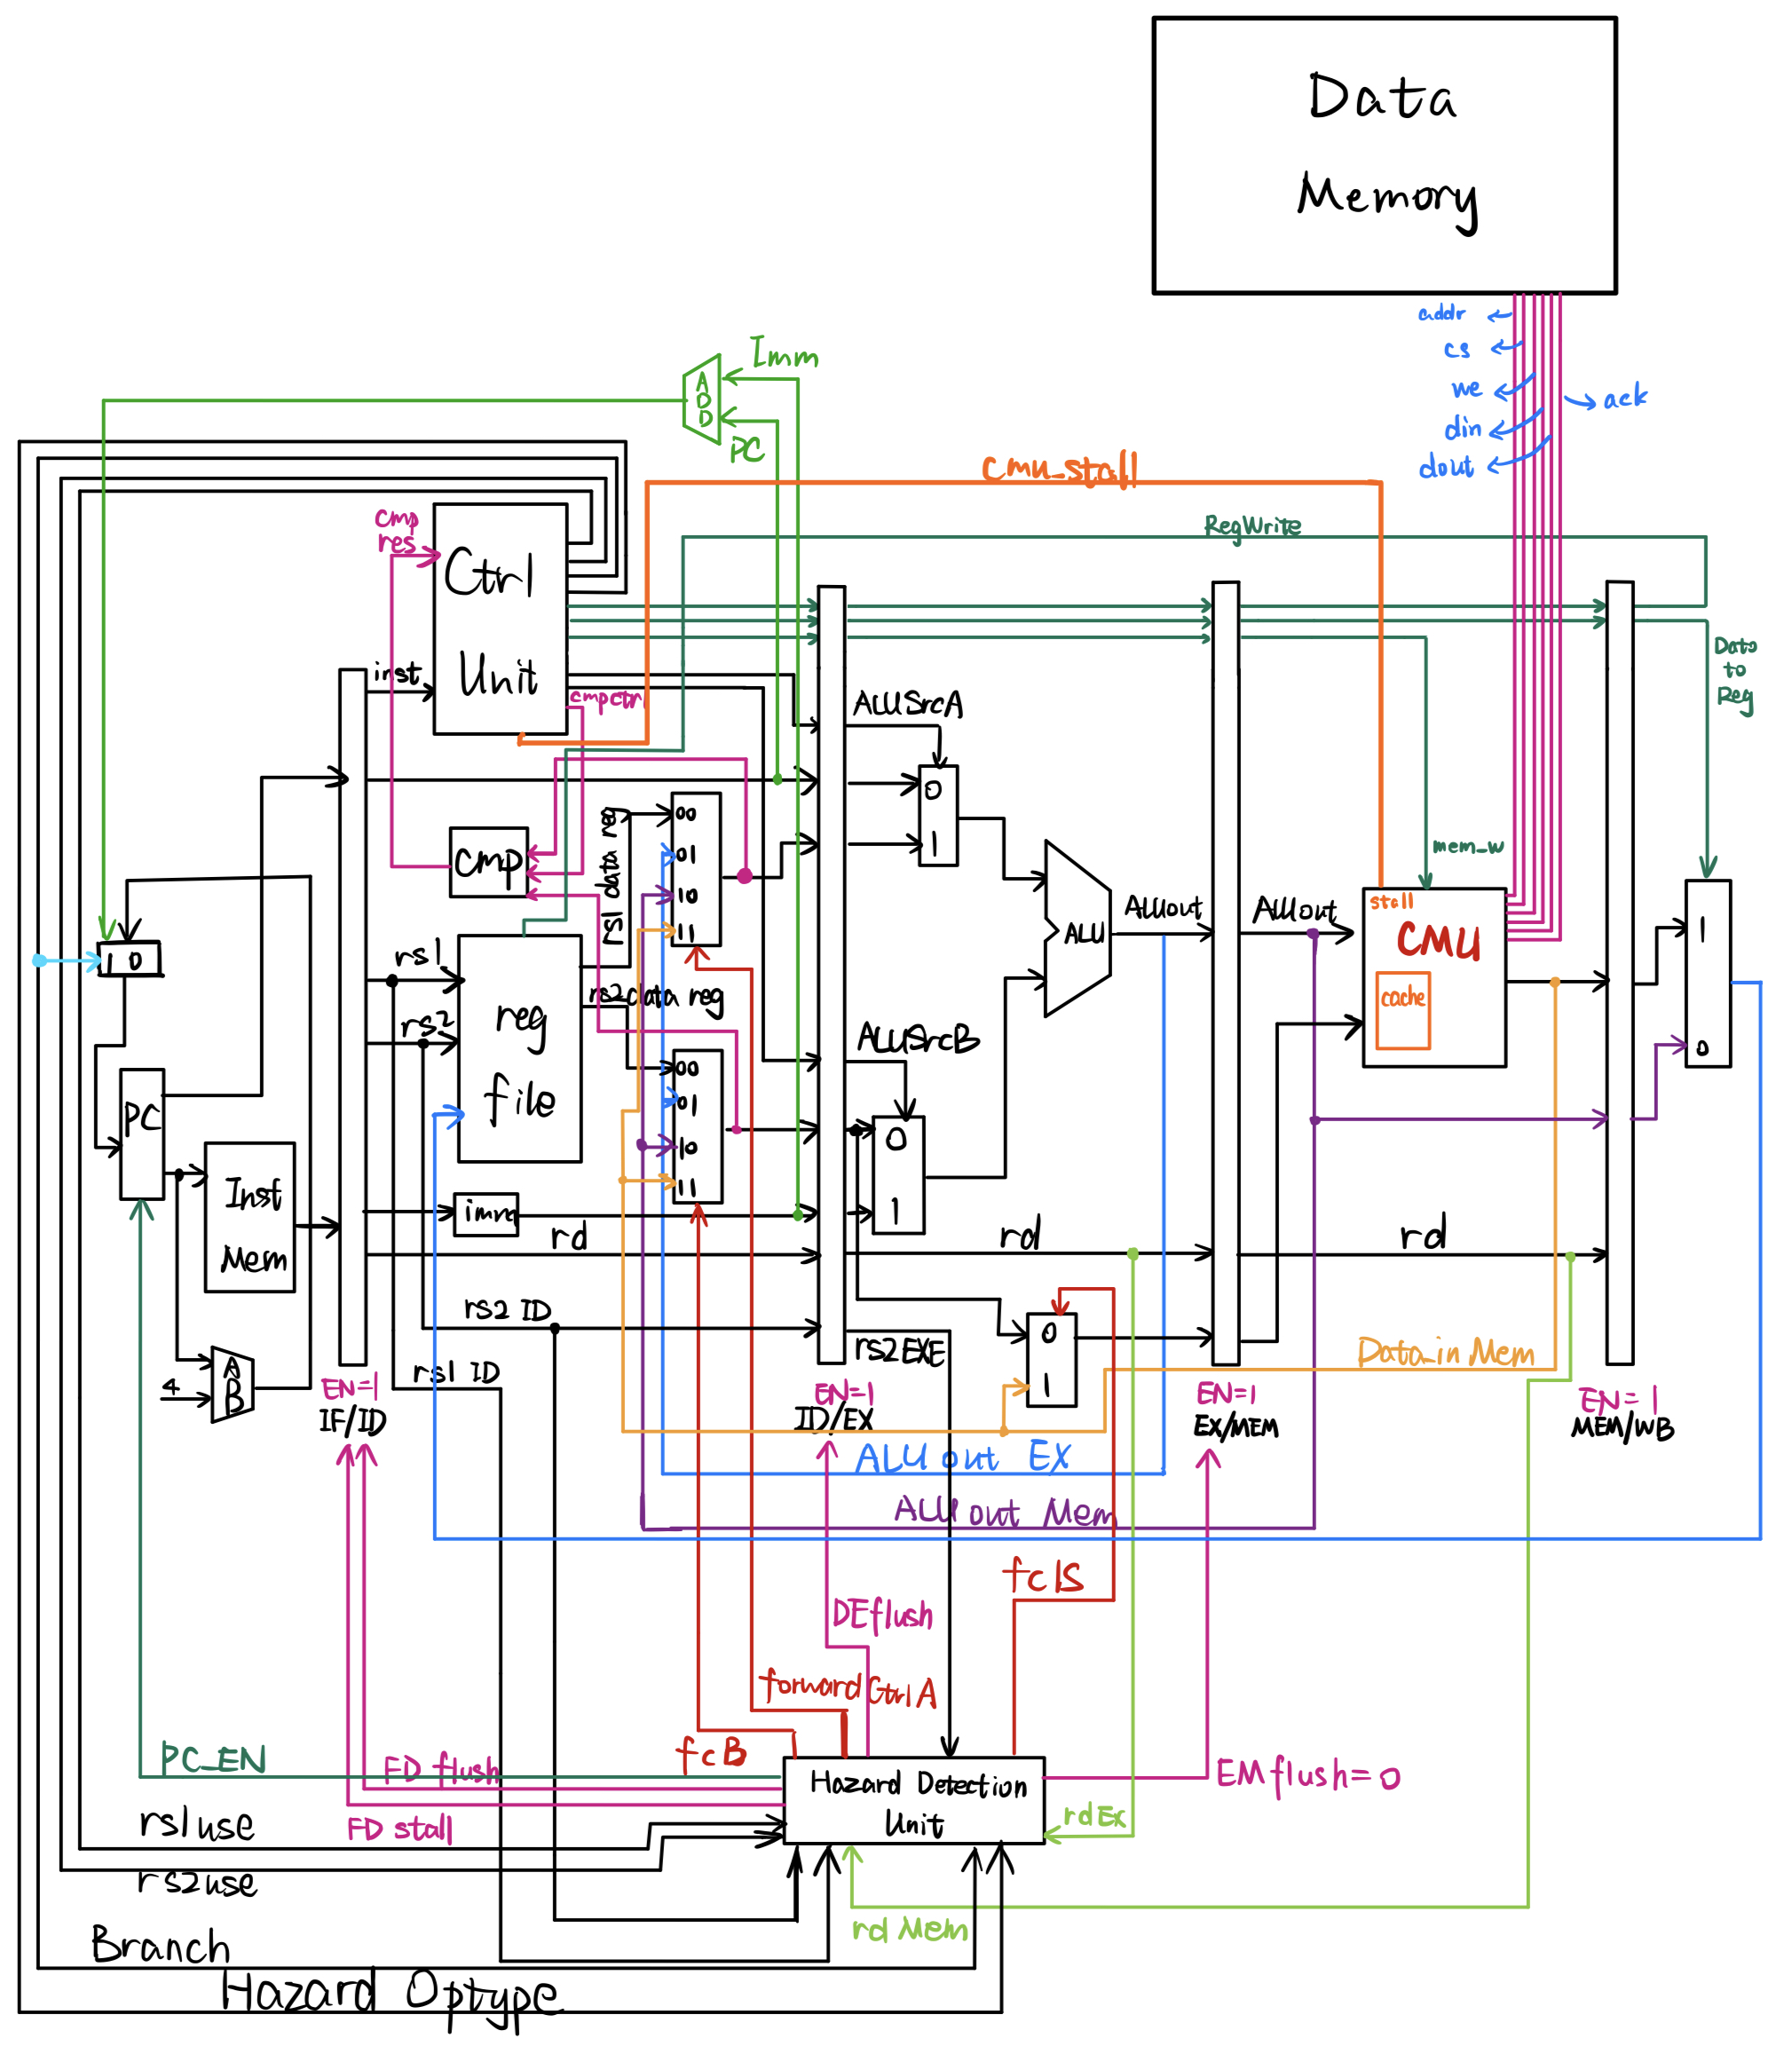 Data
Memory
addr
cs
we
ack
din
dout
Imm
A
D
D
PC
cmu_stall
cmp
res
RegWrite
Ctrl
Unit
inst
cmpctrl
Data
to
Reg
ALUSrcA
0
1
rs1 data reg
00
01
10
11
cmp
mem_w
stall
CMU
cache
ALUout
ALUout
ALU
1
0
1 0
rs1
rs2
reg
file
rs2data reg
ALUSrcB
00
01
10
11
0
1
PC
Inst
Mem
imm
rd
rd
rd
rs2 ID
rs1 ID
rs2 EXE
0
1
Data_in Mem
4
A
B
EN=1
IF/ID
EN=1
ID/EX
EN=1
EX/MEM
EN=1
MEM/WB
ALU out EX
ALU out Mem
fcLS
DEflush
forwardCtrlA
fcB
PC_EN
FD flush
FD stall
Hazard Detection
Unit
EMflush=0
rdEx
rs1use
rs2use
rd Mem
Branch
Hazard Optype